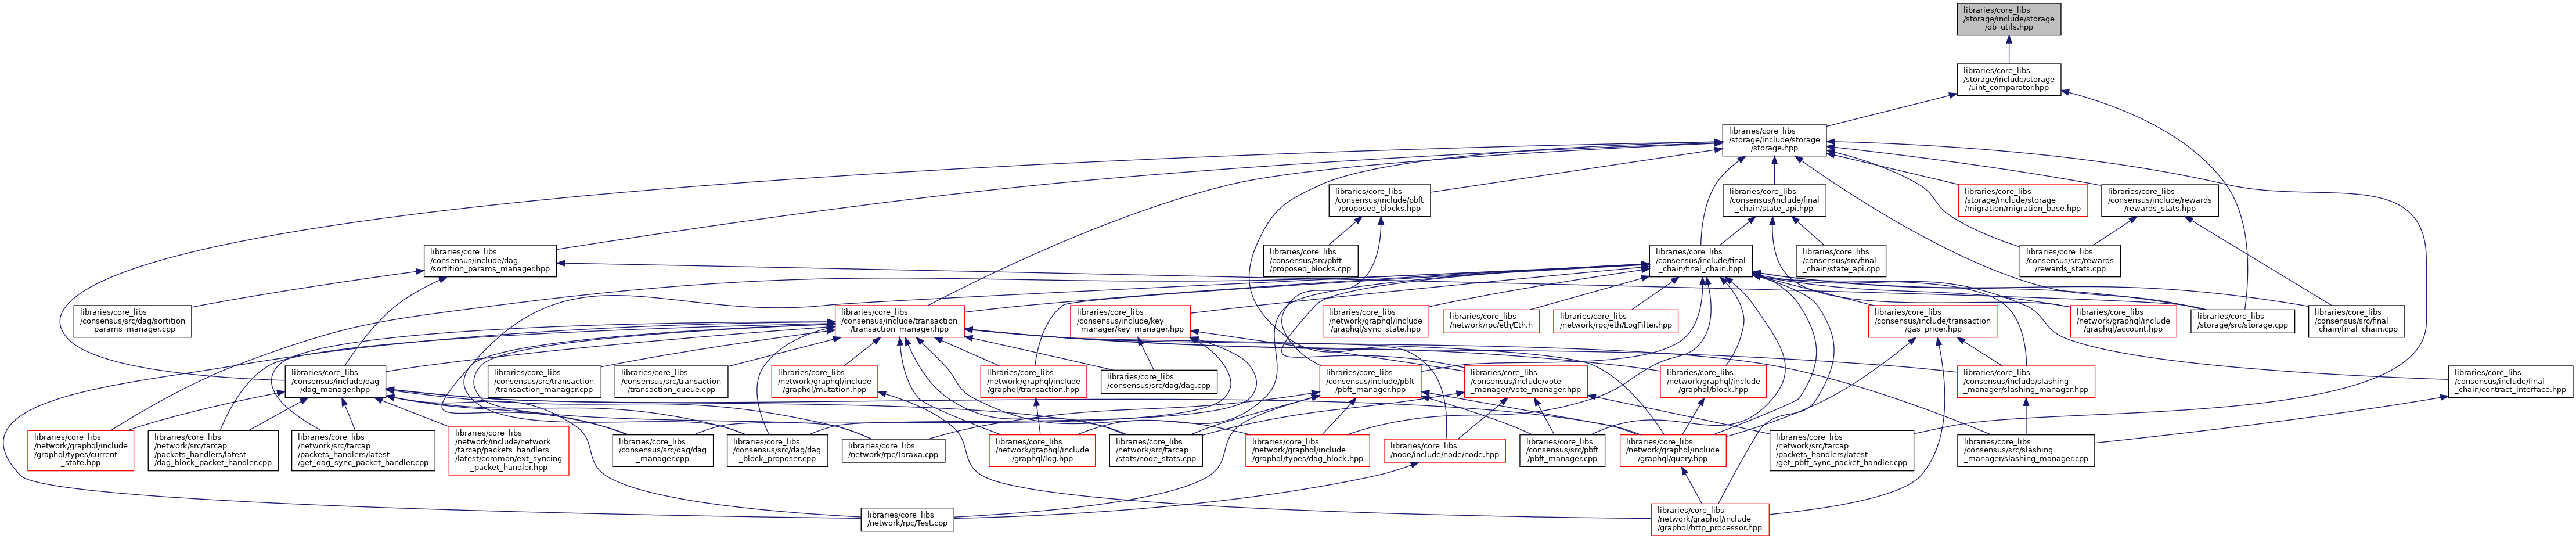 libraries/core_libs
/storage/include/storage
/db_utils.hpp
libraries/core_libs
/storage/include/storage
/uint_comparator.hpp
libraries/core_libs
/storage/include/storage
/storage.hpp
libraries/core_libs
/consensus/include/pbft
/proposed_blocks.hpp
libraries/core_libs
/consensus/include/final
_chain/state_api.hpp
libraries/core_libs
/storage/include/storage
/migration/migration_base.hpp
libraries/core_libs
/consensus/include/rewards
/rewards_stats.hpp
libraries/core_libs
/consensus/include/dag
/sortition_params_manager.hpp
libraries/core_libs
/consensus/src/pbft
/proposed_blocks.cpp
libraries/core_libs
/consensus/include/final
_chain/final_chain.hpp
libraries/core_libs
/consensus/src/final
_chain/state_api.cpp
libraries/core_libs
/consensus/src/rewards
/rewards_stats.cpp
libraries/core_libs
/consensus/src/dag/sortition
_params_manager.cpp
libraries/core_libs
/consensus/include/transaction
/transaction_manager.hpp
libraries/core_libs
/consensus/include/key
_manager/key_manager.hpp
libraries/core_libs
/network/graphql/include
/graphql/sync_state.hpp
libraries/core_libs
/network/rpc/eth/Eth.h
libraries/core_libs
/network/rpc/eth/LogFilter.hpp
libraries/core_libs
/consensus/include/transaction
/gas_pricer.hpp
libraries/core_libs
/network/graphql/include
/graphql/account.hpp
libraries/core_libs
/storage/src/storage.cpp
libraries/core_libs
/consensus/src/final
_chain/final_chain.cpp
libraries/core_libs
/consensus/include/dag
/dag_manager.hpp
libraries/core_libs
/consensus/src/transaction
/transaction_manager.cpp
libraries/core_libs
/consensus/src/transaction
/transaction_queue.cpp
libraries/core_libs
/network/graphql/include
/graphql/mutation.hpp
libraries/core_libs
/network/graphql/include
/graphql/transaction.hpp
libraries/core_libs
/consensus/src/dag/dag.cpp
libraries/core_libs
/consensus/include/pbft
/pbft_manager.hpp
libraries/core_libs
/consensus/include/vote
_manager/vote_manager.hpp
libraries/core_libs
/network/graphql/include
/graphql/block.hpp
libraries/core_libs
/consensus/include/slashing
_manager/slashing_manager.hpp
libraries/core_libs
/consensus/include/final
_chain/contract_interface.hpp
libraries/core_libs
/network/graphql/include
/graphql/types/current
_state.hpp
libraries/core_libs
/network/src/tarcap
/packets_handlers/latest
/dag_block_packet_handler.cpp
libraries/core_libs
/network/src/tarcap
/packets_handlers/latest
/get_dag_sync_packet_handler.cpp
libraries/core_libs
/network/include/network
/tarcap/packets_handlers
/latest/common/ext_syncing
_packet_handler.hpp
libraries/core_libs
/consensus/src/dag/dag
_manager.cpp
libraries/core_libs
/consensus/src/dag/dag
_block_proposer.cpp
libraries/core_libs
/network/rpc/Taraxa.cpp
libraries/core_libs
/network/graphql/include
/graphql/log.hpp
libraries/core_libs
/network/src/tarcap
/stats/node_stats.cpp
libraries/core_libs
/network/graphql/include
/graphql/types/dag_block.hpp
libraries/core_libs
/node/include/node/node.hpp
libraries/core_libs
/consensus/src/pbft
/pbft_manager.cpp
libraries/core_libs
/network/graphql/include
/graphql/query.hpp
libraries/core_libs
/network/src/tarcap
/packets_handlers/latest
/get_pbft_sync_packet_handler.cpp
libraries/core_libs
/consensus/src/slashing
_manager/slashing_manager.cpp
libraries/core_libs
/network/rpc/Test.cpp
libraries/core_libs
/network/graphql/include
/graphql/http_processor.hpp